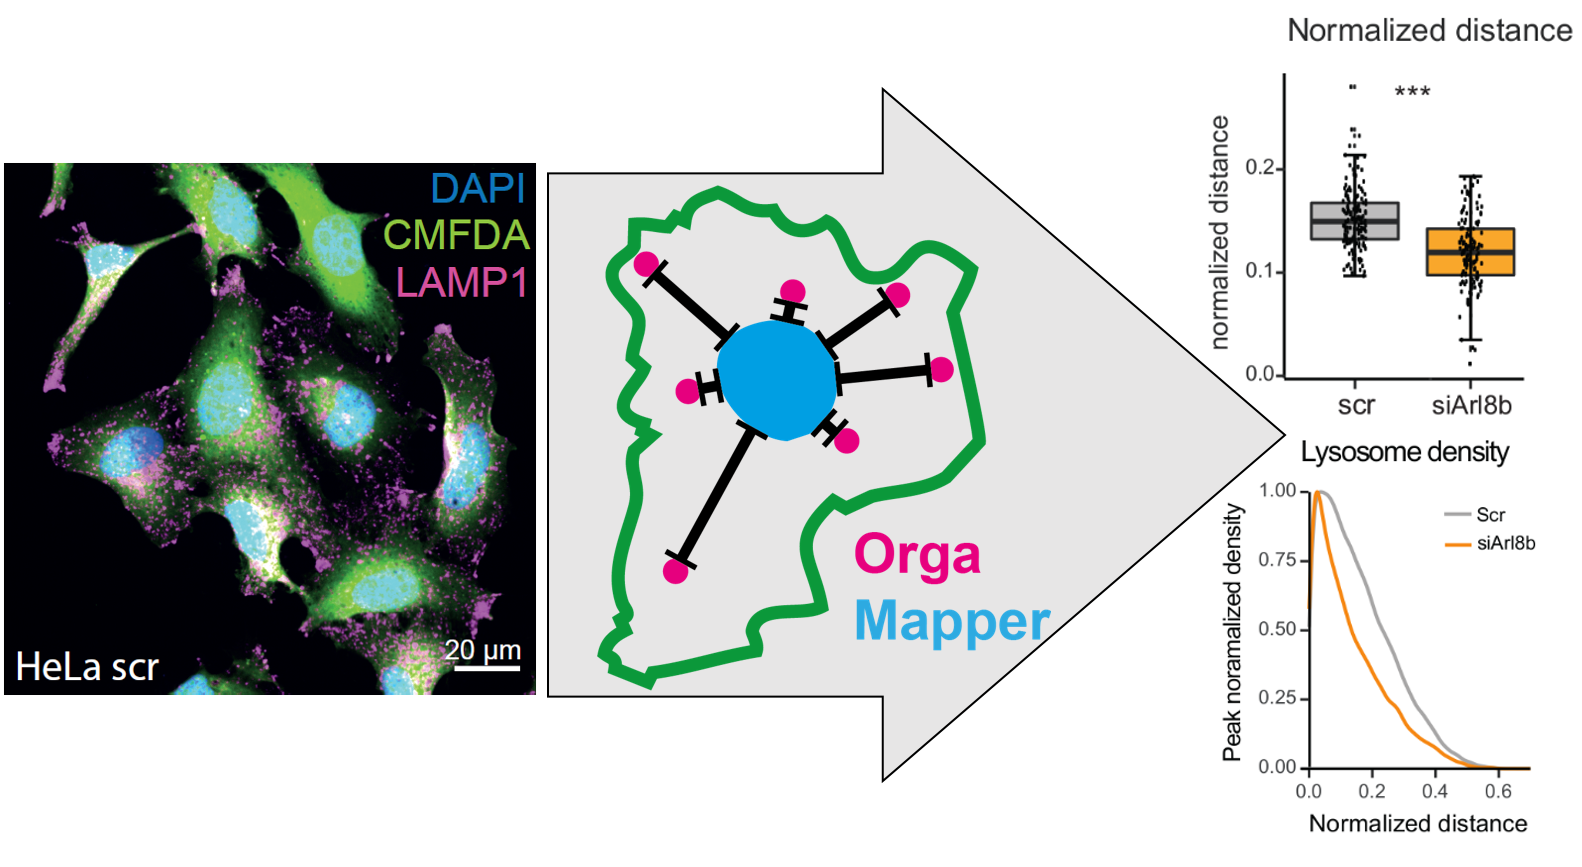 DAPI
CMFDA
LAMP1
HeLa scr
20 µm
Orga
Mapper
Normalized distance
normalized distance
***
0.2
0.1
0.0
scr
siArl8b
Lysosome density
Peak noramalized density
1.00
0.75
0.50
0.25
0.00
Scr
siArl8b
0.0 0.2 0.4 0.6
Normalized distance